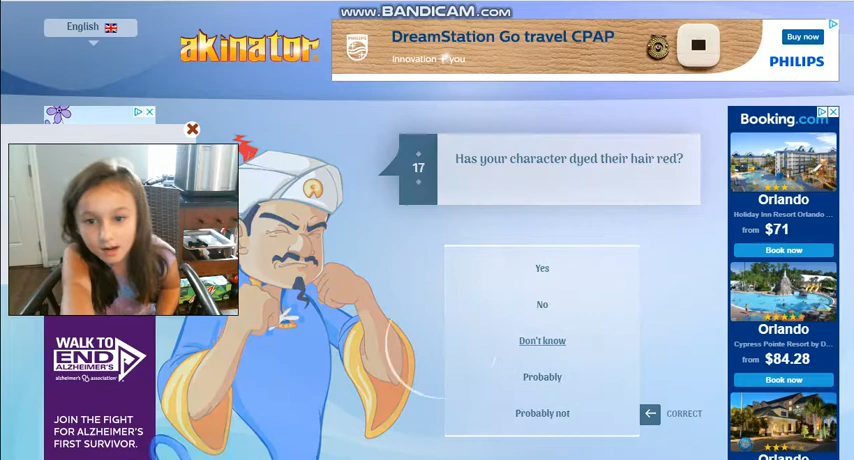 www.BANDICAM.com
English
akinator
PHILIPS
DreamStation Go travel CPAP
innovation you
Buy now
PHILIPS
17
Has your character dyed their hair red?
Yes
No
Don't know
Probably
Probably not
CORRECT
WALK TO
END
ALZHEIMER'S
alzheimer's association
JOIN THE FIGHT
FOR ALZHEIMER'S
FIRST SURVIVOR.
Booking.com
Orlando
Holiday Inn Resort Orlando ...
from $71
Book now
Orlando
Cypress Pointe Resort by D...
from $84.28
Book now
Orlando